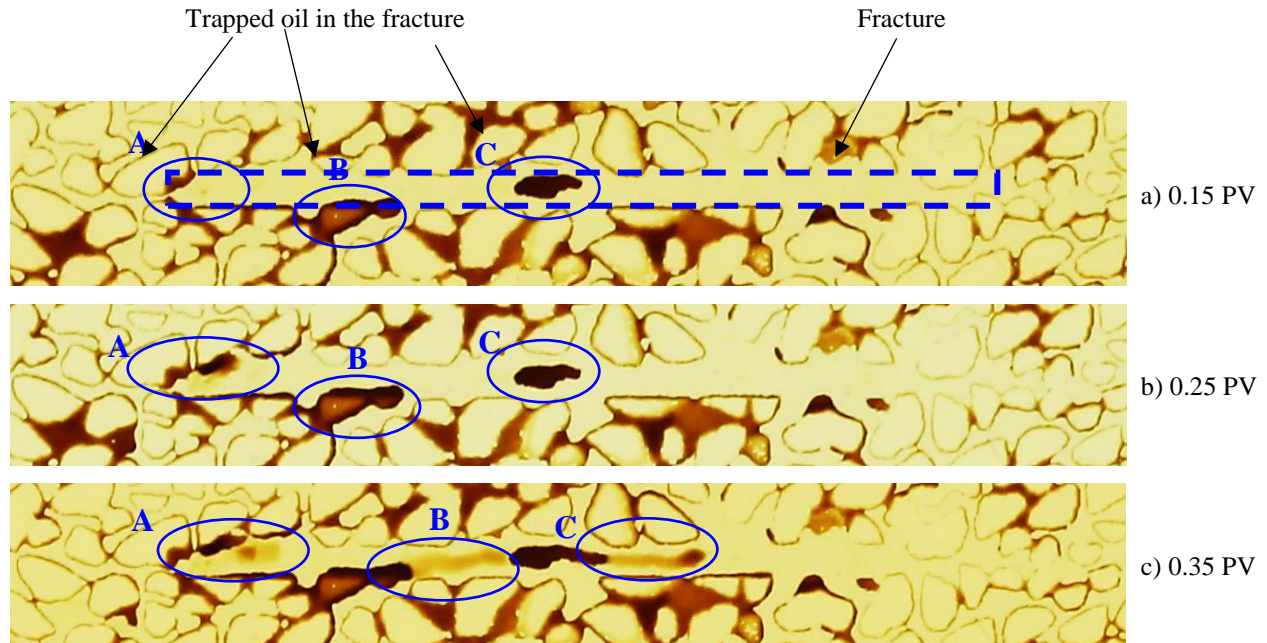 Trapped oil in the fracture
Fracture
A
B
C
a) 0.15 PV
A
B
C
b) 0.25 PV
A
B
C
c) 0.35 PV